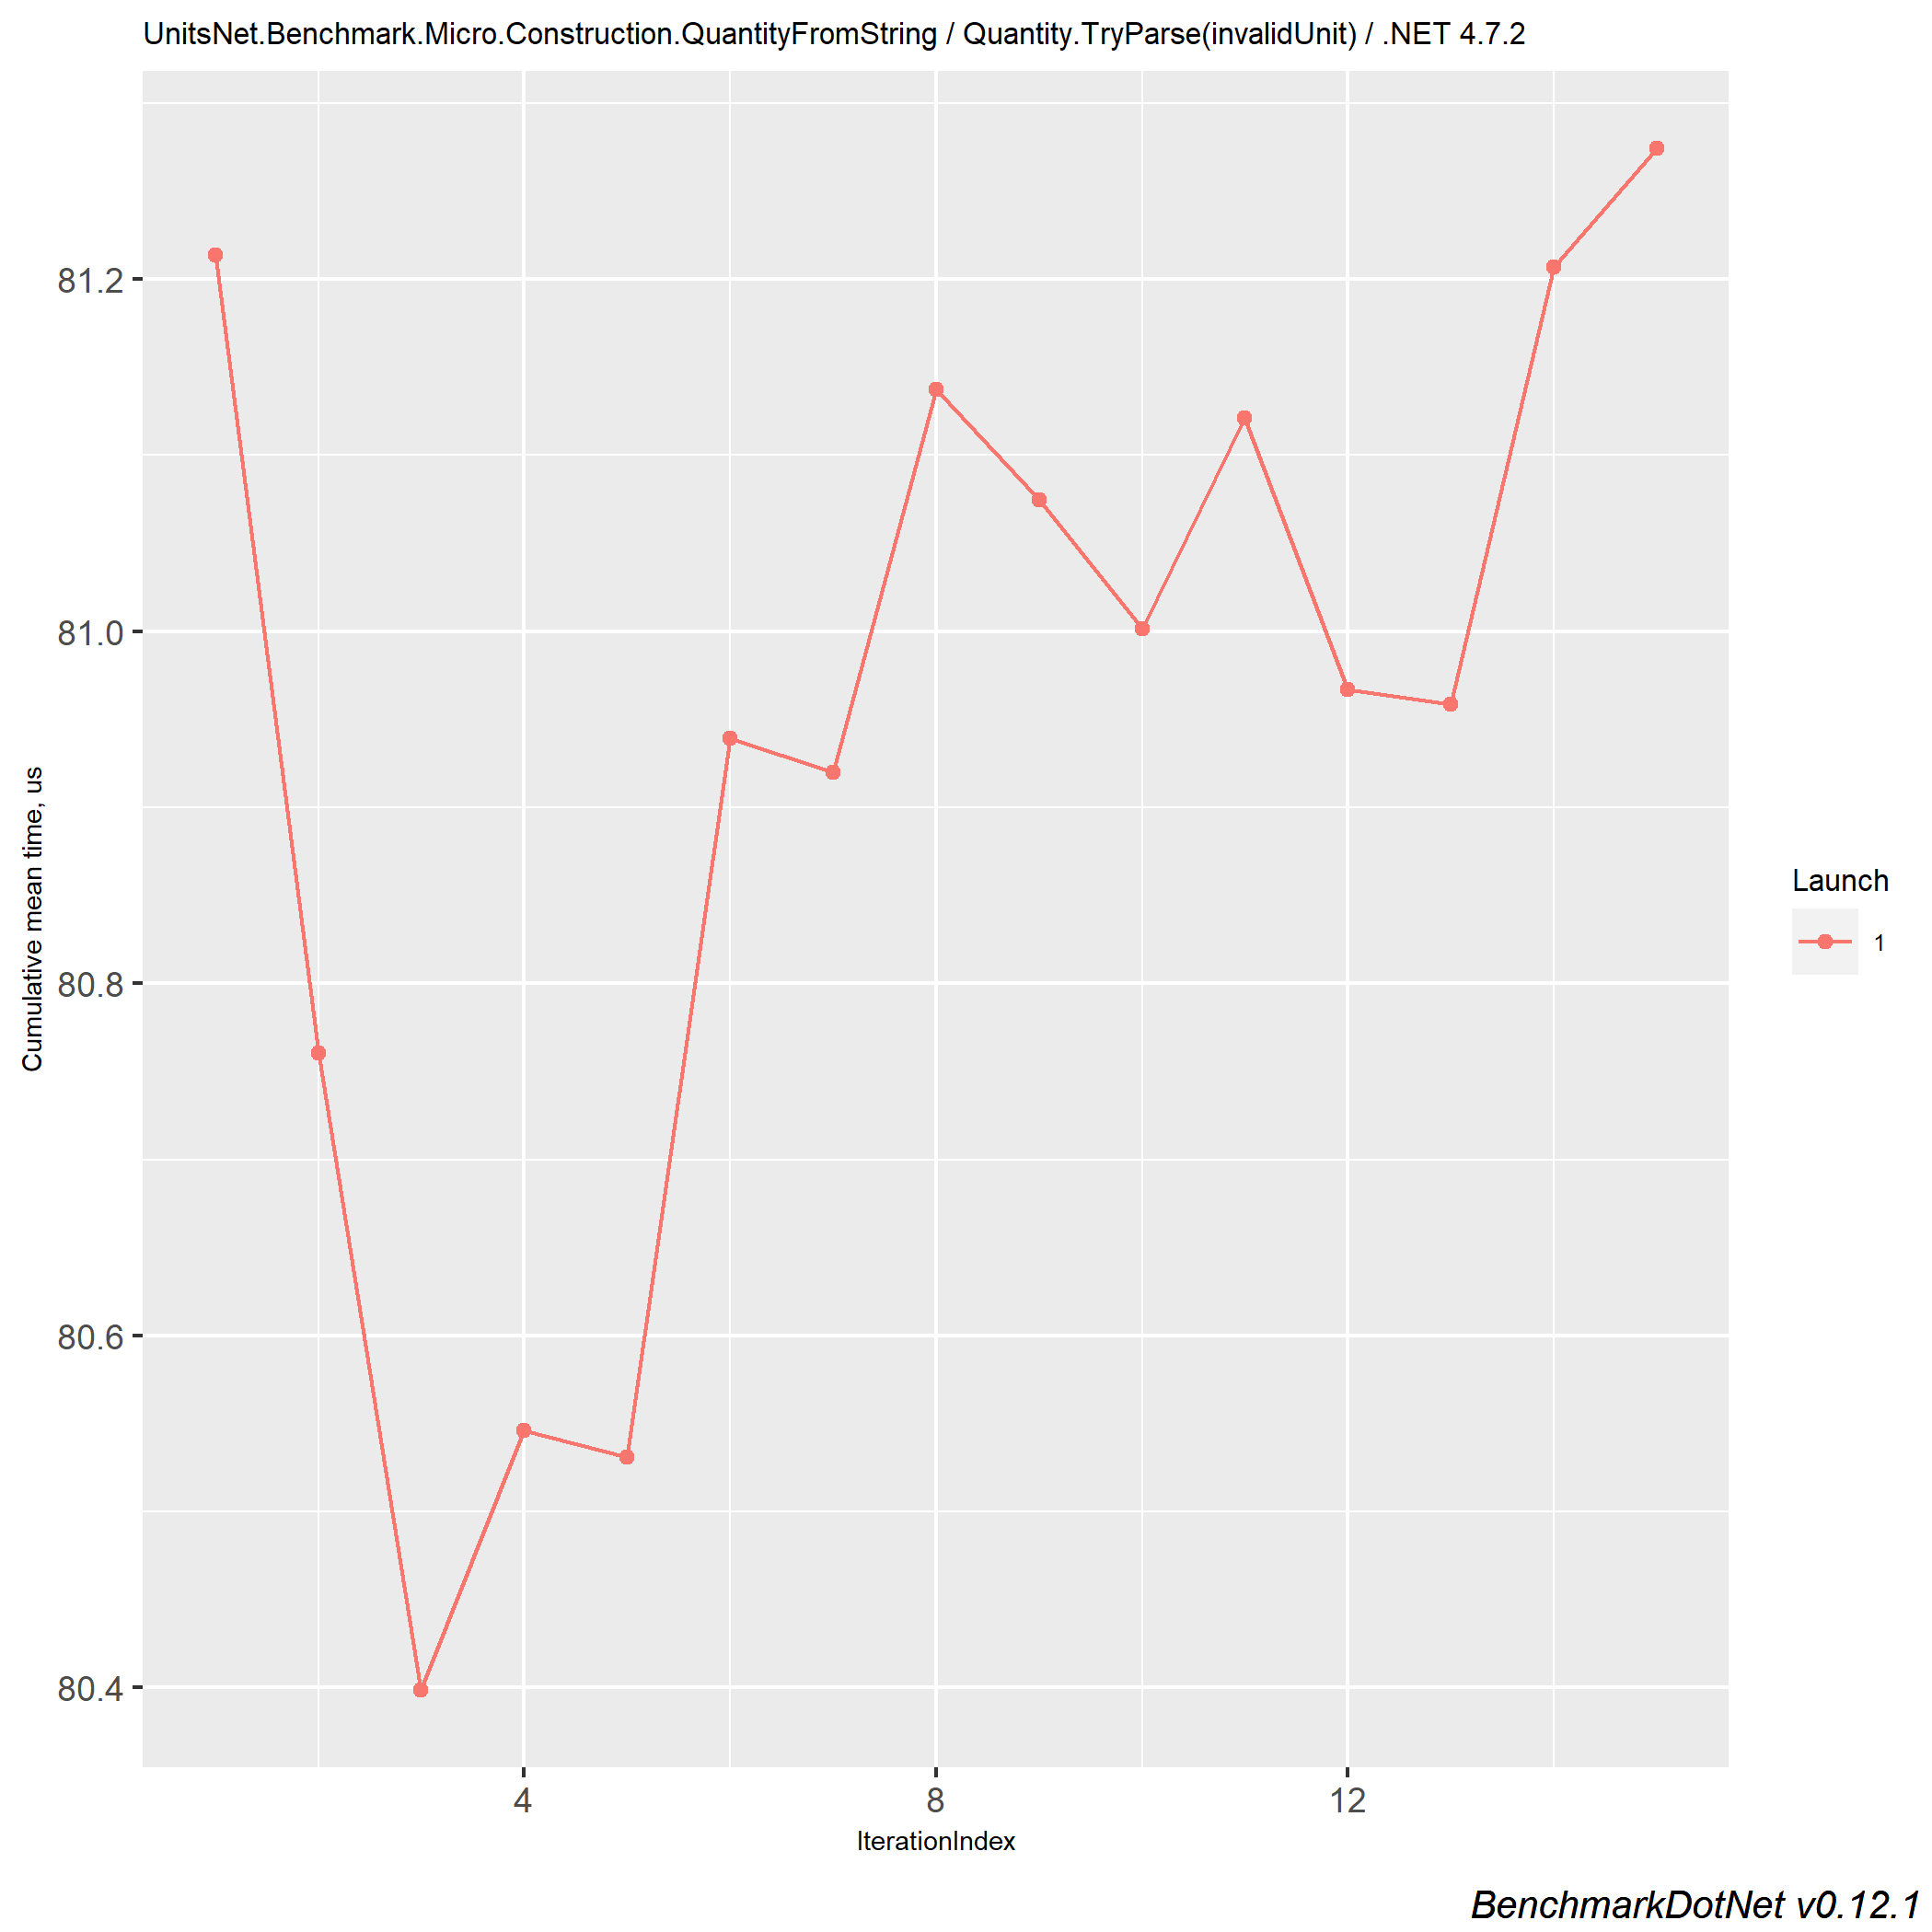 UnitsNet.Benchmark.Micro.Construction.QuantityFromString / Quantity.TryParse(invalidUnit) / .NET 4.7.2
Cumulative mean time, us
81.2
81.0
80.8
80.6
80.4
4
8
12
IterationIndex
Launch
1
BenchmarkDotNet v0.12.1